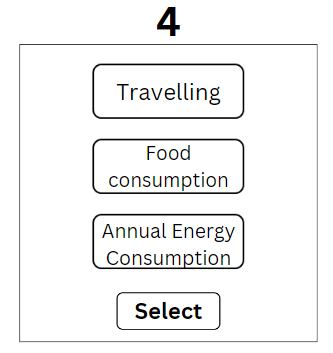 4
Travelling
Food
consumption
Annual Energy
Consumption
Select